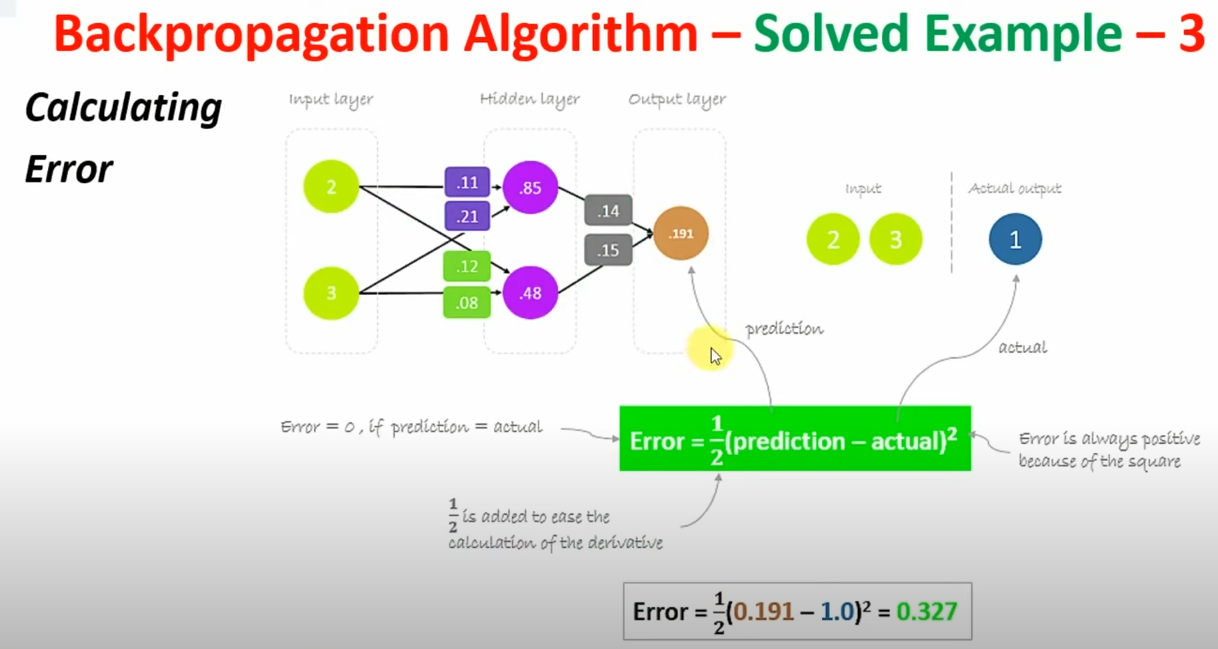 Backpropagation Algorithm – Solved Example – 3
Calculating
Error
Input layer
Hidden layer
Output layer
2
3
.11
.21
.12
.08
.85
.48
.14
.15
.191
Input
Actual output
2 3
1
prediction
actual
Error = 0, if prediction = actual
Error = 1/2 (prediction – actual)²
Error is always positive
because of the square
1/2 is added to ease the
calculation of the derivative
Error = 1/2 (0.191 – 1.0)² = 0.327